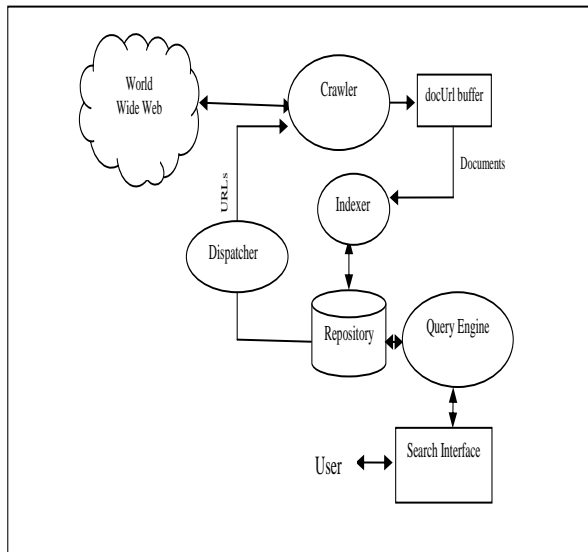 World
Wide Web
Crawler
docUrl buffer
Documents
URLs
Indexer
Dispatcher
Repository
Query Engine
User
Search Interface